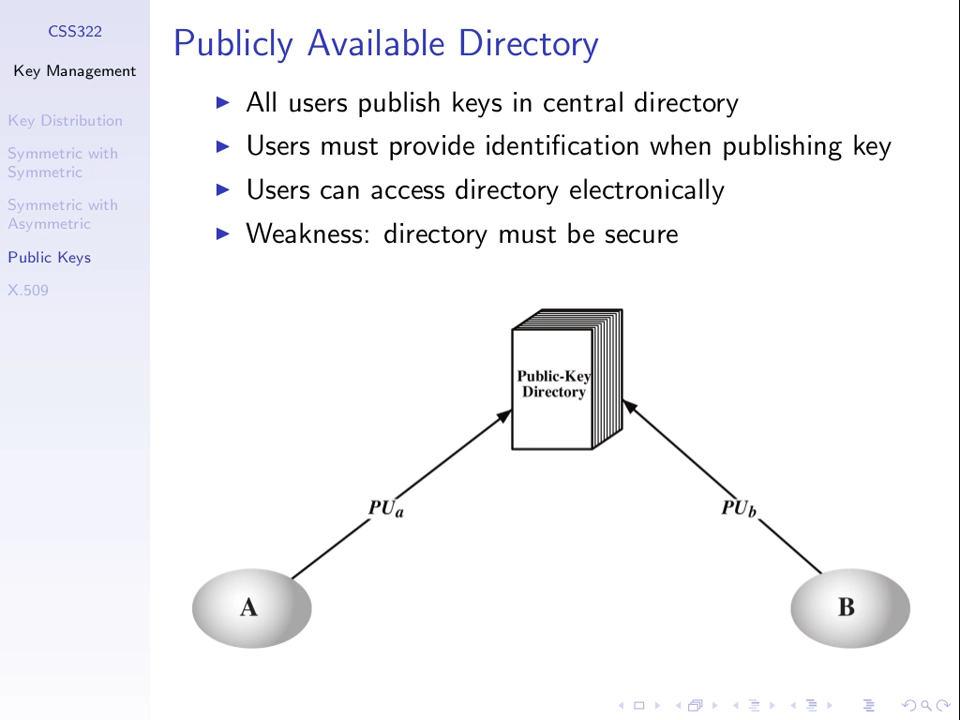 CSS322
Key Management
Key Distribution
Symmetric with
Symmetric
Symmetric with
Asymmetric
Public Keys
X.509
Publicly Available Directory
All users publish keys in central directory
Users must provide identification when publishing key
Users can access directory electronically
Weakness: directory must be secure
Public-Key
Directory
PUa
PUb
A
B